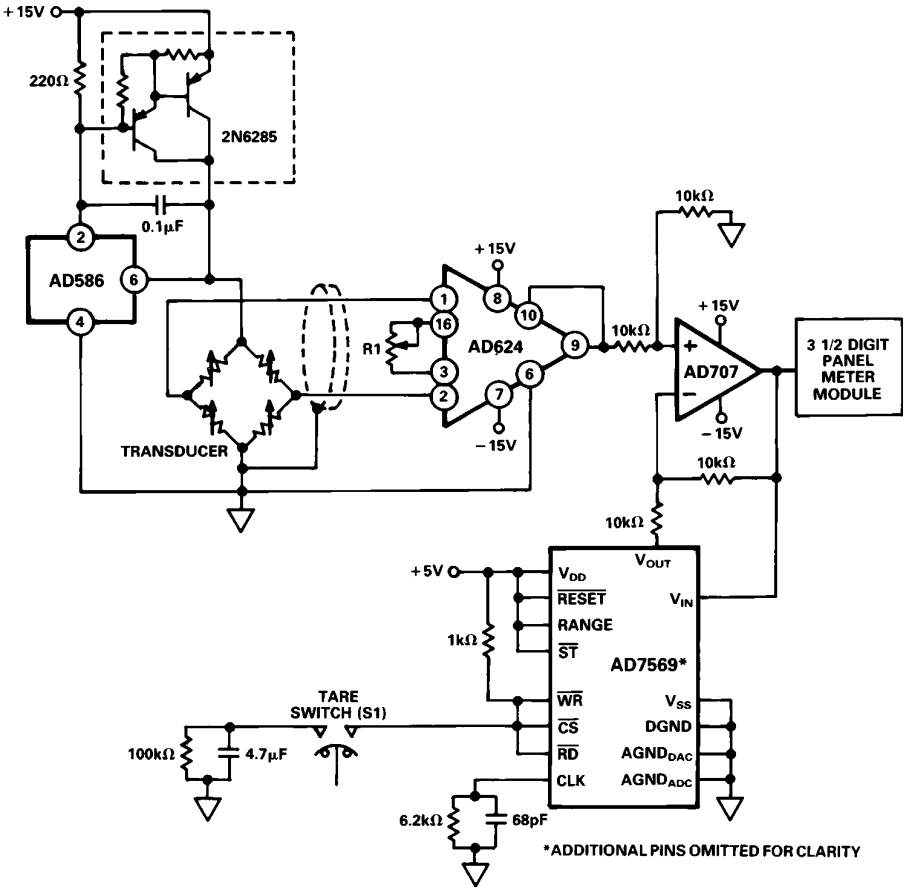 +15V
220Ω
2N6285
0.1μF
2
AD586
6
4
TRANSDUCER
+15V
1
8
10
16
R1
AD624
9
3
6
2
7
−15V
10kΩ
10kΩ
+15V
+
AD707
−
−15V
3 1/2 DIGIT
PANEL
METER
MODULE
10kΩ
10kΩ
VOUT
+5V
VDD
RESET
VIN
RANGE
1kΩ
ST
AD7569*
TARE
SWITCH (S1)
WR
VSS
CS
DGND
100kΩ
4.7μF
RD
AGNDDAC
CLK
AGNDADC
6.2kΩ
68pF
*ADDITIONAL PINS OMITTED FOR CLARITY